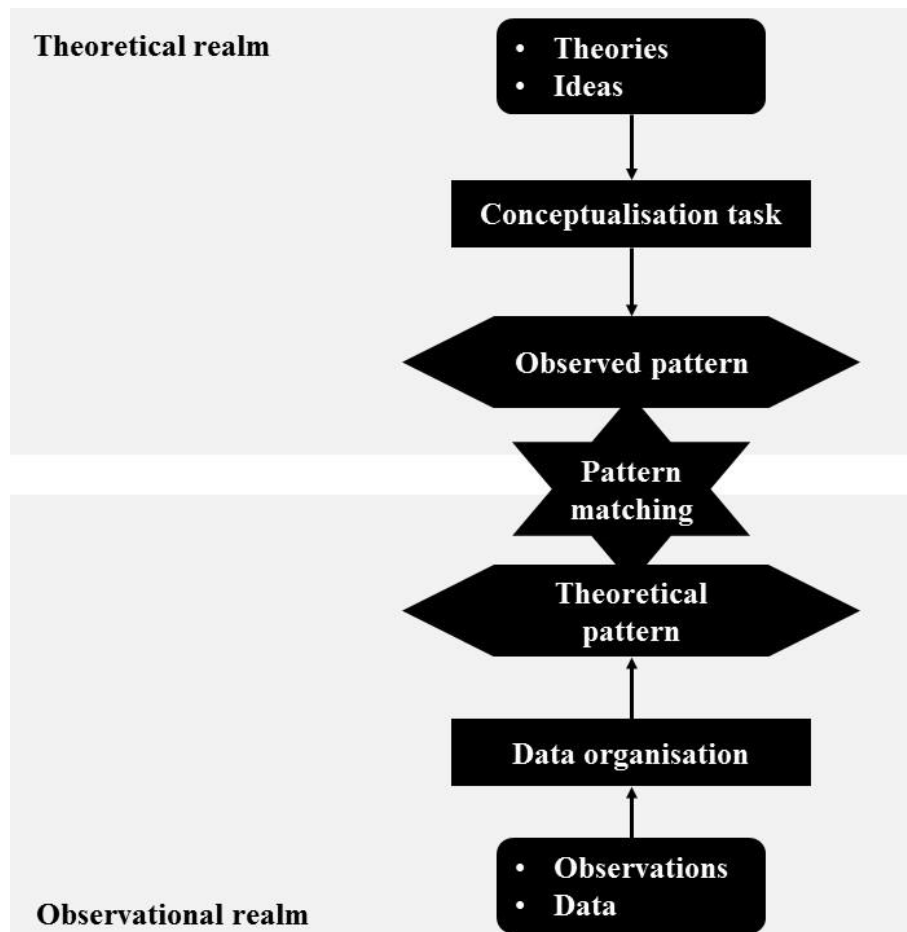 Theoretical realm
• Theories
• Ideas
Conceptualisation task
Observed pattern
Pattern
matching
Theoretical
pattern
Data organisation
• Observations
• Data
Observational realm